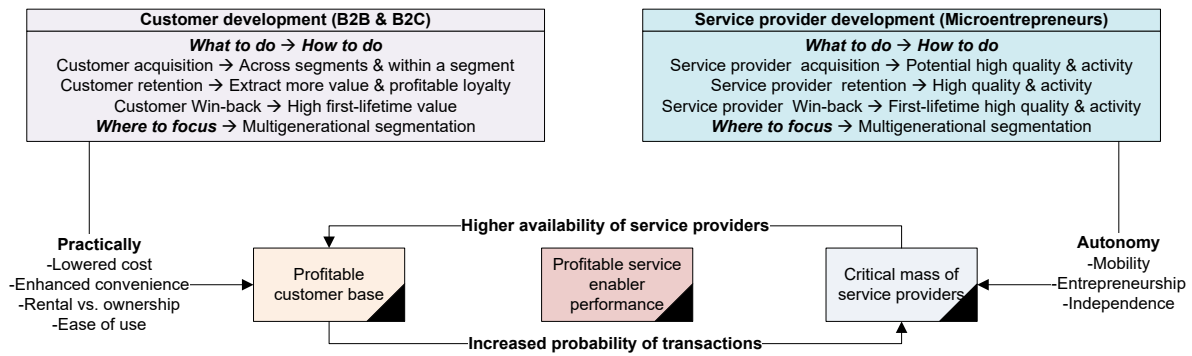 Customer development (B2B & B2C)
What to do → How to do
Customer acquisition → Across segments & within a segment
Customer retention → Extract more value & profitable loyalty
Customer Win-back → High first-lifetime value
Where to focus → Multigenerational segmentation
Service provider development (Microentrepreneurs)
What to do → How to do
Service provider acquisition → Potential high quality & activity
Service provider retention → High quality & activity
Service provider Win-back → First-lifetime high quality & activity
Where to focus → Multigenerational segmentation
Higher availability of service providers
Practically
-Lowered cost
-Enhanced convenience
-Rental vs. ownership
-Ease of use
Profitable
customer base
Profitable service
enabler
performance
Critical mass of
service providers
Autonomy
-Mobility
-Entrepreneurship
-Independence
Increased probability of transactions